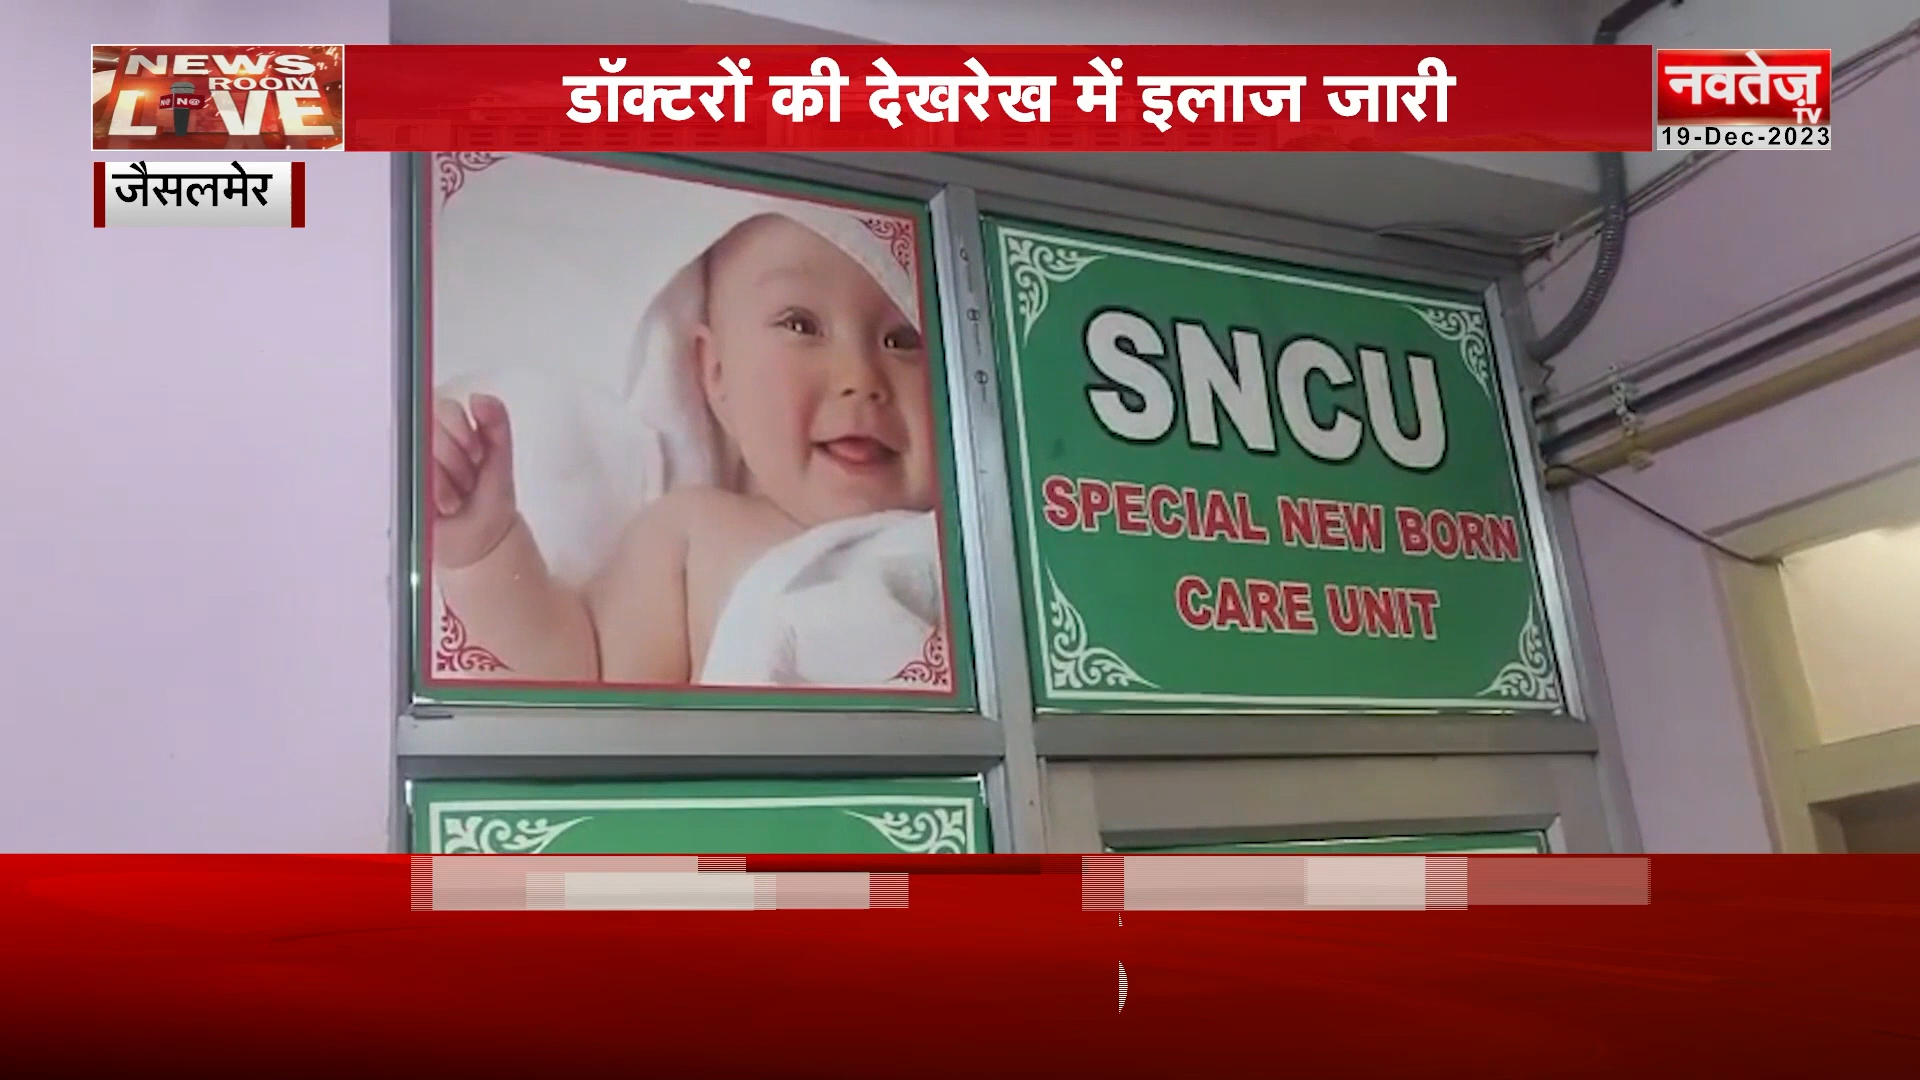 NEWS
ROOM
LIVE
डॉक्टरों की देखरेख में इलाज जारी
नवतेज़
TV
19-Dec-2023
जैसलमेर
SNCU
SPECIAL NEW BORN
CARE UNIT